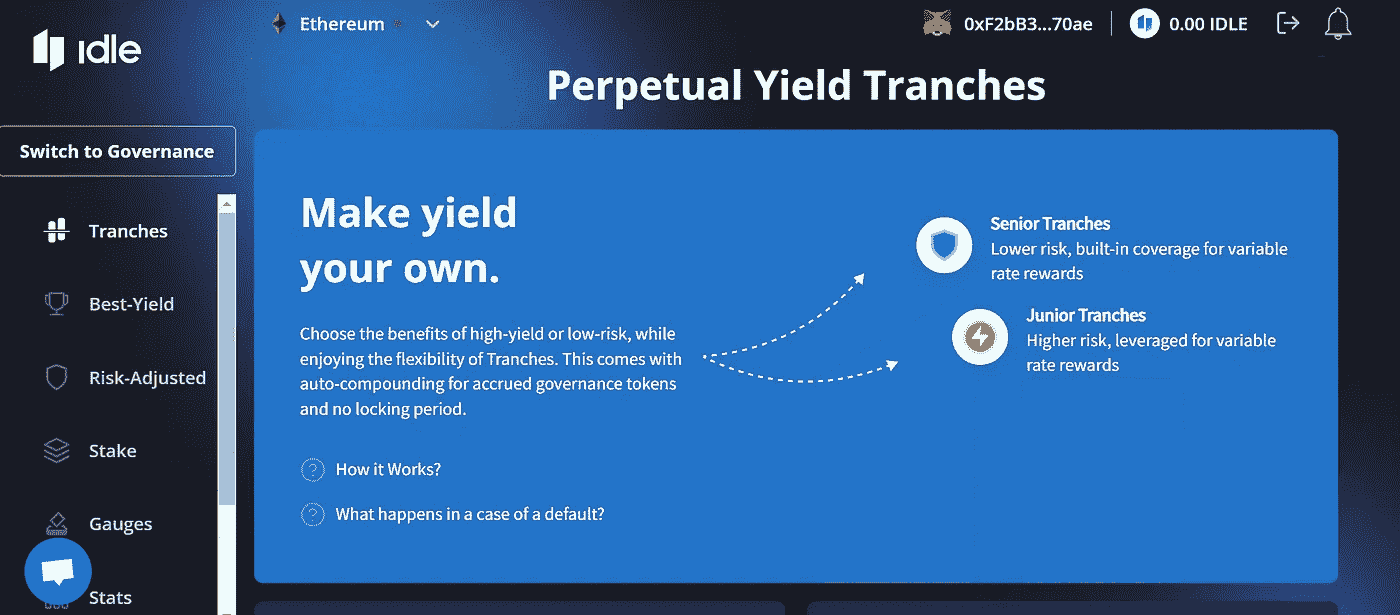 Ethereum
0xF2bB3...70ae
0.00 IDLE
idle
Perpetual Yield Tranches
Switch to Governance
Tranches
Best-Yield
Risk-Adjusted
Stake
Gauges
Stats
Make yield
your own.
Choose the benefits of high-yield or low-risk, while
enjoying the flexibility of Tranches. This comes with
auto-compounding for accrued governance tokens
and no locking period.
? How it Works?
? What happens in a case of a default?
Senior Tranches
Lower risk, built-in coverage for variable
rate rewards
Junior Tranches
Higher risk, leveraged for variable
rate rewards